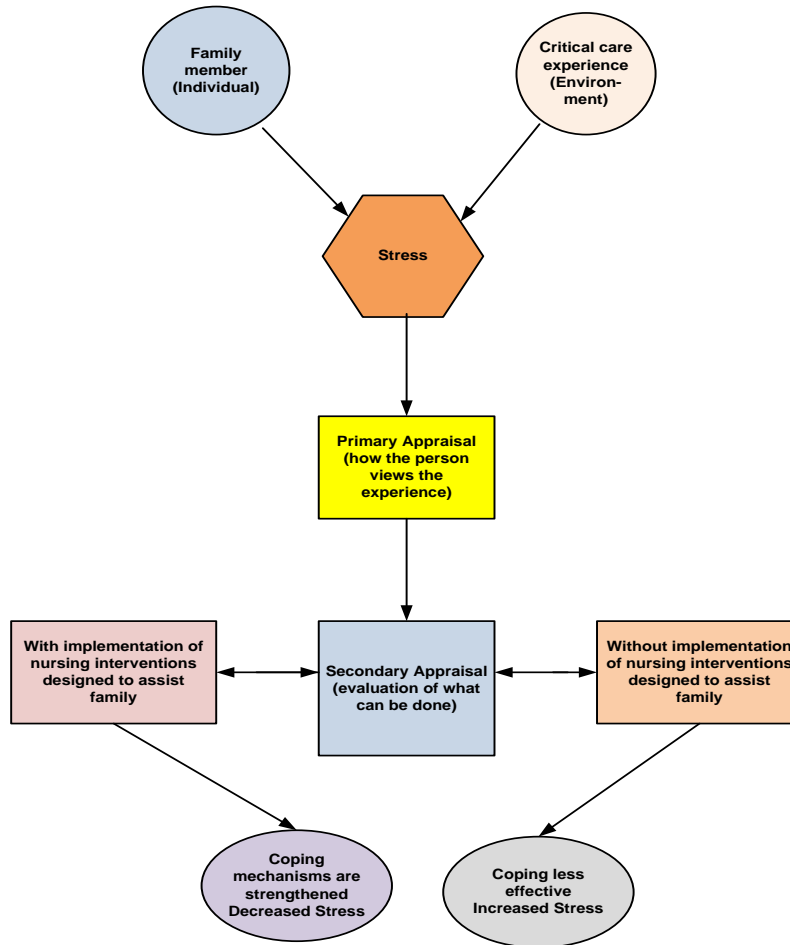 Family
member
(Individual)
Critical care
experience
(Environ-
ment)
Stress
Primary Appraisal
(how the person
views the
experience)
With implementation of
nursing interventions
designed to assist
family
Secondary Appraisal
(evaluation of what
can be done)
Without implementation
of nursing interventions
designed to assist
family
Coping
mechanisms are
strengthened
Decreased Stress
Coping less
effective
Increased Stress